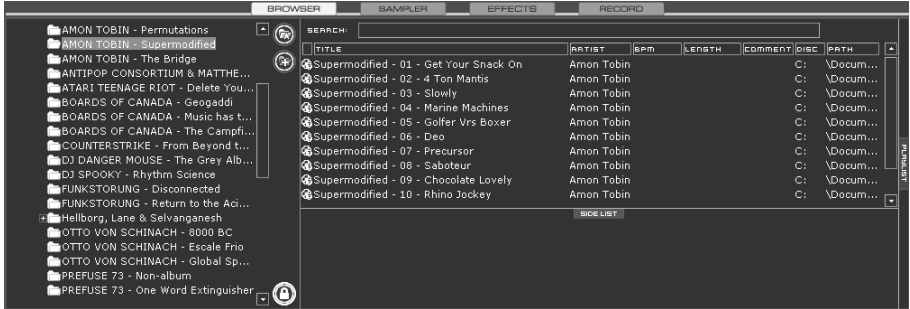 BROWSER SAMPLER EFFECTS RECORD
AMON TOBIN - Permutations
AMON TOBIN - Supermodified
AMON TOBIN - The Bridge
ANTIPOP CONSORTIUM & MATTHE...
ATARI TEENAGE RIOT - Delete You...
BOARDS OF CANADA - Geogaddi
BOARDS OF CANADA - Music has t...
BOARDS OF CANADA - The Campfi...
COUNTERSTRIKE - From Beyond t...
DJ DANGER MOUSE - The Grey Alb...
DJ SPOOKY - Rhythm Science
FUNKSTORUNG - Disconnected
FUNKSTORUNG - Return to the Aci...
Hellborg, Lane & Selvanganesh
OTTO VON SCHINACH - 8000 BC
OTTO VON SCHINACH - Escale Frio
OTTO VON SCHINACH - Global Sp...
PREFUSE 73 - Non-album
PREFUSE 73 - One Word Extinguisher
SEARCH:
TITLE ARTIST BPM LENGTH COMMENT DISC PATH
Supermodified - 01 - Get Your Snack On Amon Tobin C: \Docum...
Supermodified - 02 - 4 Ton Mantis Amon Tobin C: \Docum...
Supermodified - 03 - Slowly Amon Tobin C: \Docum...
Supermodified - 04 - Marine Machines Amon Tobin C: \Docum...
Supermodified - 05 - Golfer Vrs Boxer Amon Tobin C: \Docum...
Supermodified - 06 - Deo Amon Tobin C: \Docum...
Supermodified - 07 - Precursor Amon Tobin C: \Docum...
Supermodified - 08 - Saboteur Amon Tobin C: \Docum...
Supermodified - 09 - Chocolate Lovely Amon Tobin C: \Docum...
Supermodified - 10 - Rhino Jockey Amon Tobin C: \Docum...
SIDE LIST
PLAYLIST